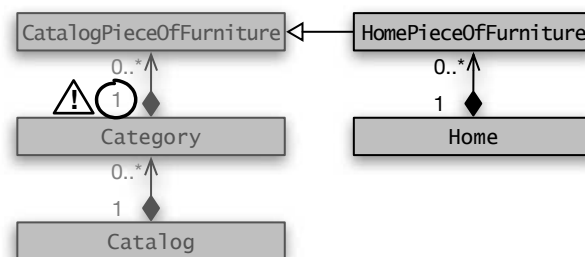 CatalogPieceOfFurniture
HomePieceOfFurniture
0..*
0..*
!
1
1
Category
Home
0..*
1
Catalog